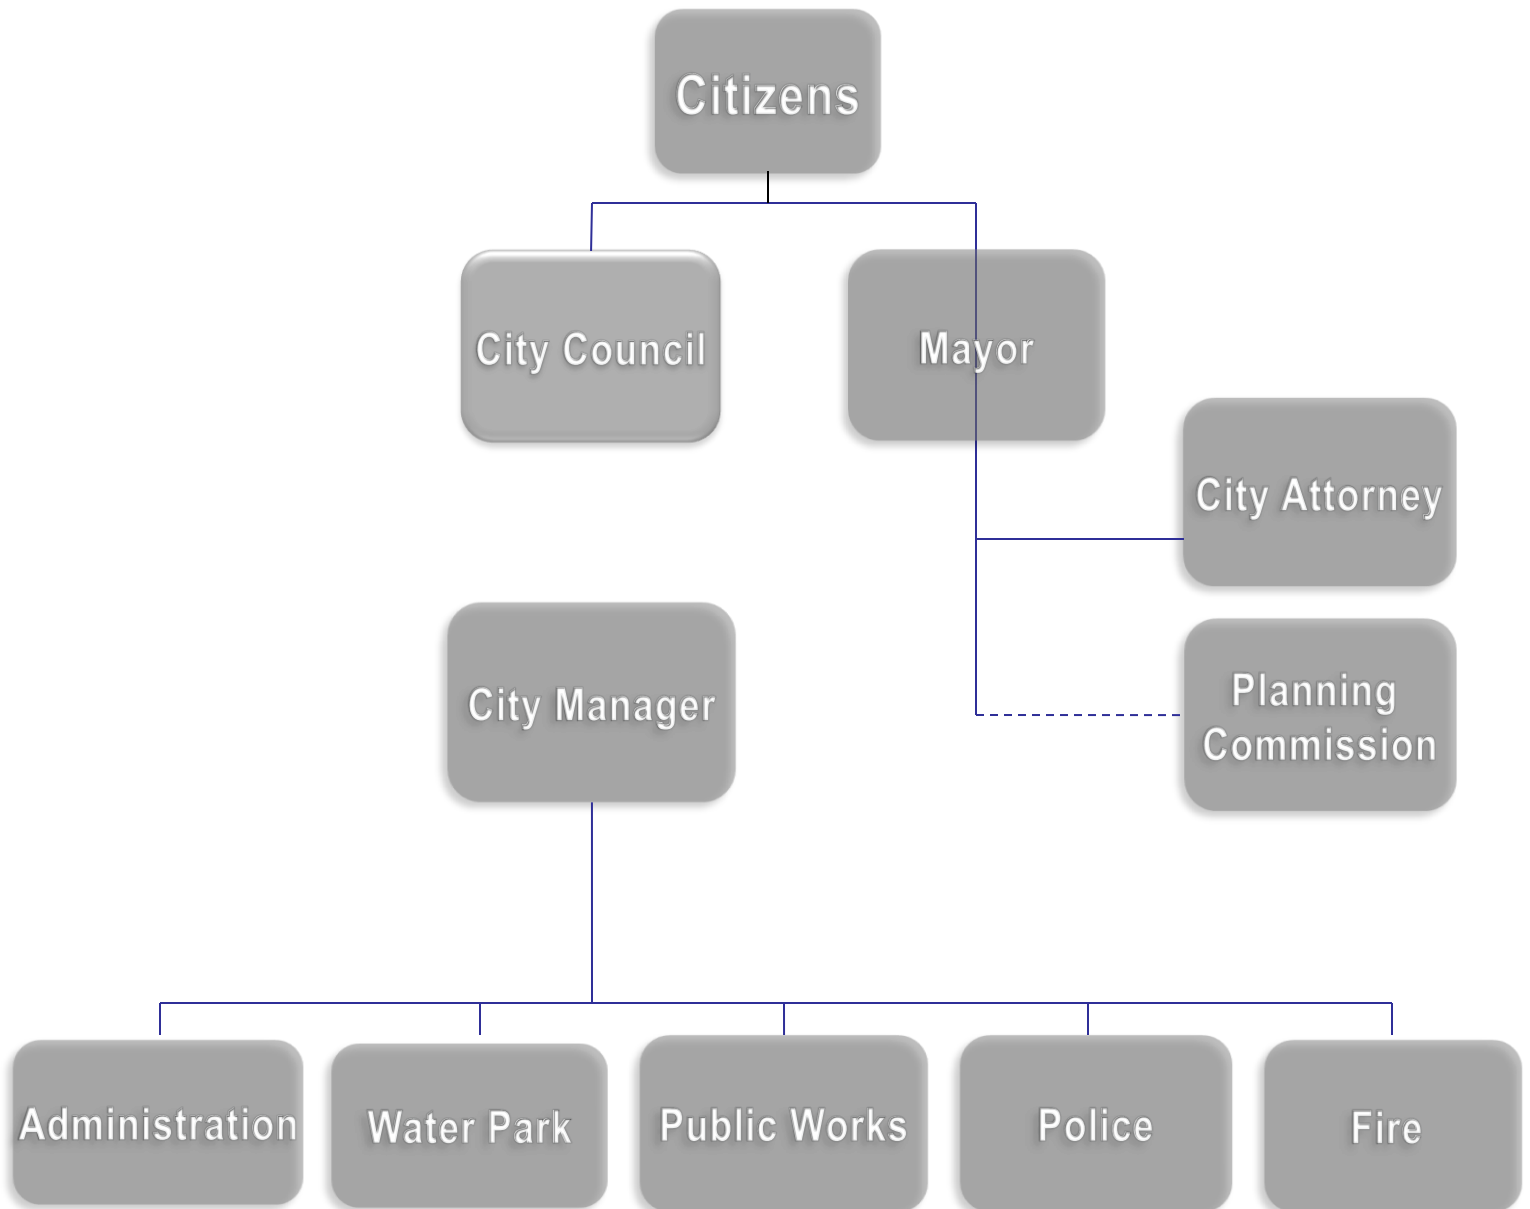 Citizens
City Council
Mayor
City Attorney
City Manager
Planning
Commission
Administration
Water Park
Public Works
Police
Fire